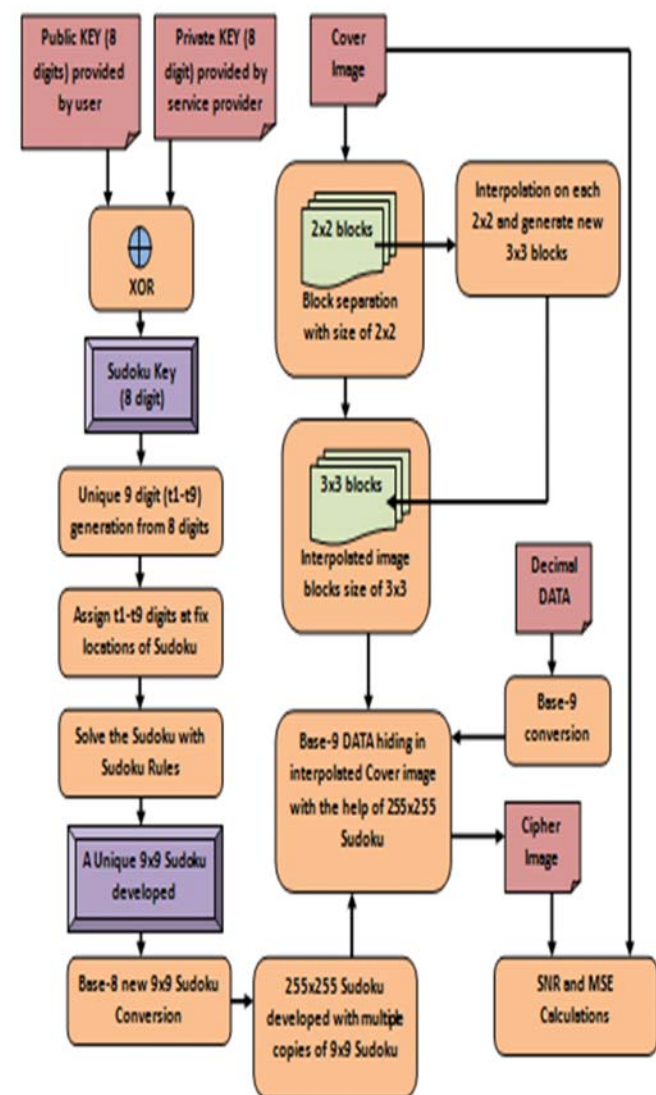 Public KEY (8
digits) provided
by user
Private KEY (8
digit) provided by
service provider
XOR
Sudoku Key
(8 digit)
Unique 9 digit (t1-t9)
generation from 8 digits
Assign t1-t9 digits at fix
locations of Sudoku
Solve the Sudoku with
Sudoku Rules
A Unique 9x9 Sudoku
developed
Base-8 new 9x9 Sudoku
Conversion
255x255 Sudoku
developed with multiple
copies of 9x9 Sudoku
Cover
Image
2x2 blocks
Block separation
with size of 2x2
Interpolation on each
2x2 and generate new
3x3 blocks
3x3 blocks
Interpolated image
blocks size of 3x3
Decimal
DATA
Base-9
conversion
Base-9 DATA hiding in
interpolated Cover image
with the help of 255x255
Sudoku
Cipher
Image
SNR and MSE
Calculations